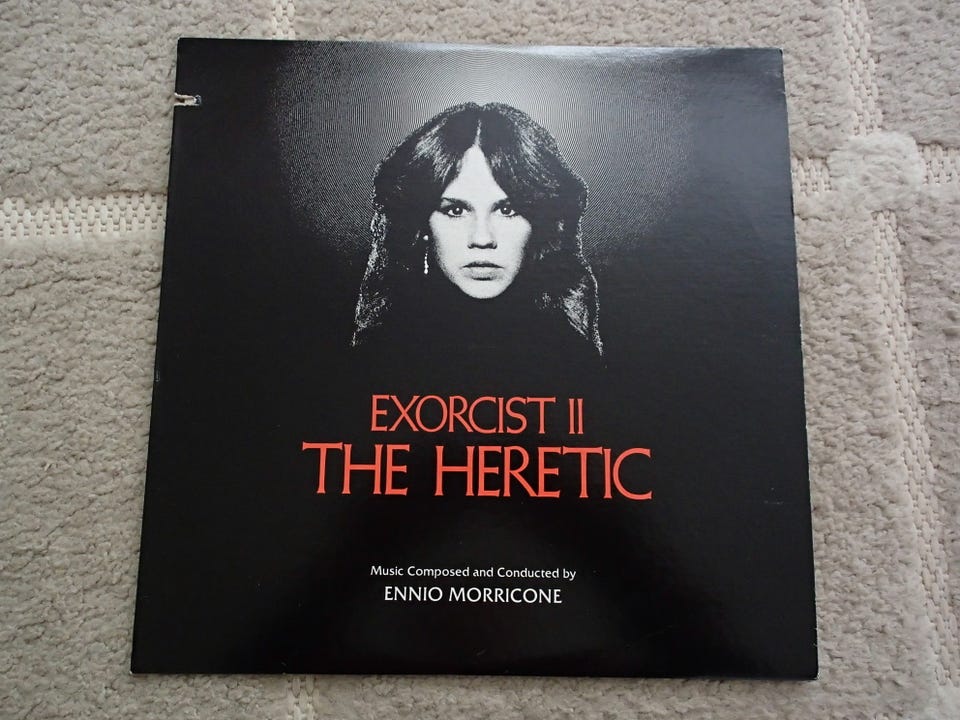 EXORCIST II
THE HERETIC
Music Composed and Conducted by
ENNIO MORRICONE